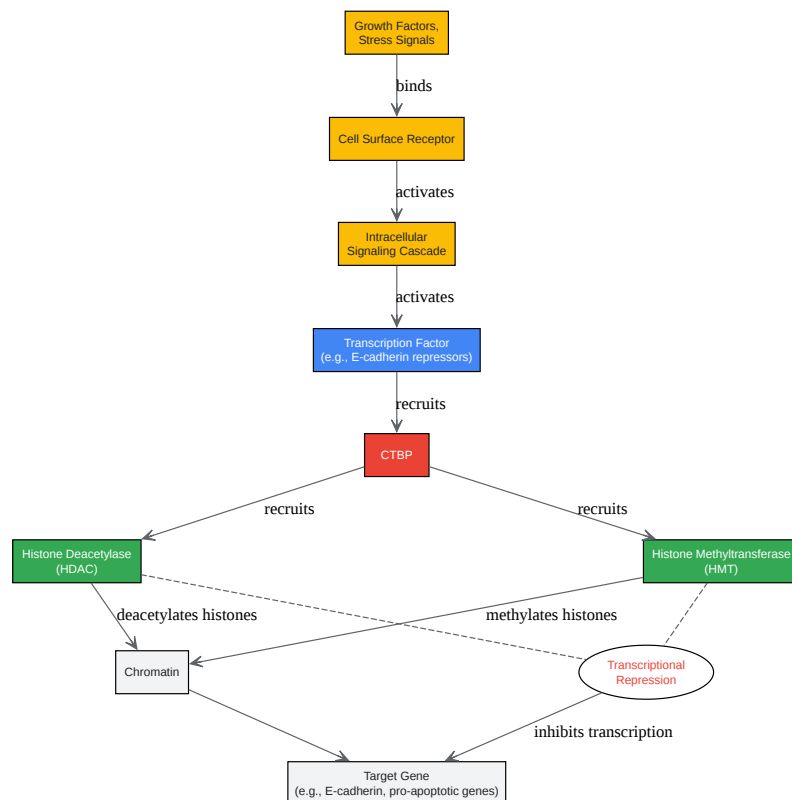 Growth Factors,
Stress Signals
binds
Cell Surface Receptor
activates
Intracellular
Signaling Cascade
activates
Transcription Factor
(e.g., E-cadherin repressors)
recruits
CTBP
recruits
recruits
Histone Deacetylase
(HDAC)
Histone Methyltransferase
(HMT)
deacetylates histones
methylates histones
Chromatin
Transcriptional
Repression
inhibits transcription
Target Gene
(e.g., E-cadherin, pro-apoptotic genes)